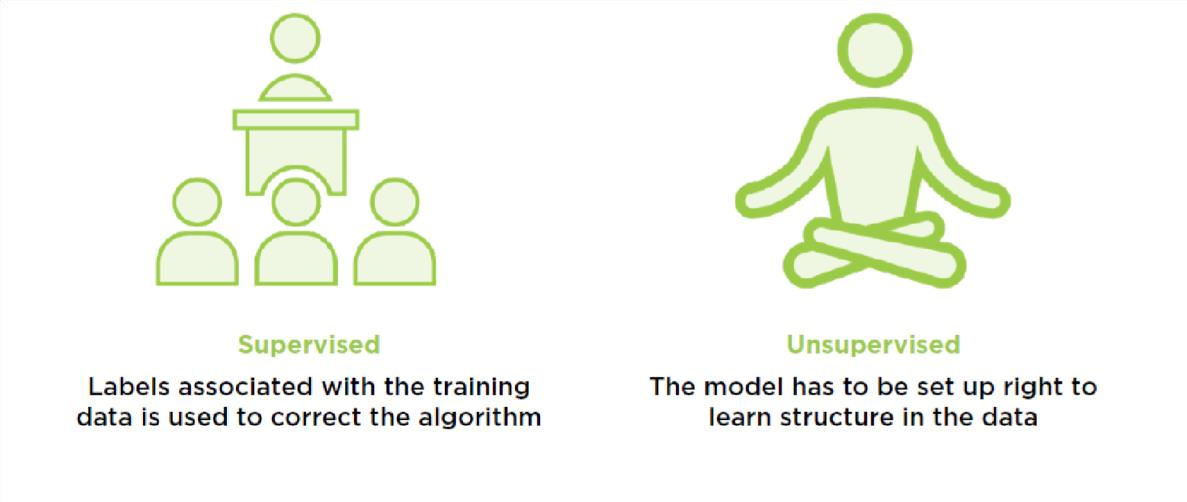 Supervised
Labels associated with the training
data is used to correct the algorithm
Unsupervised
The model has to be set up right to
learn structure in the data